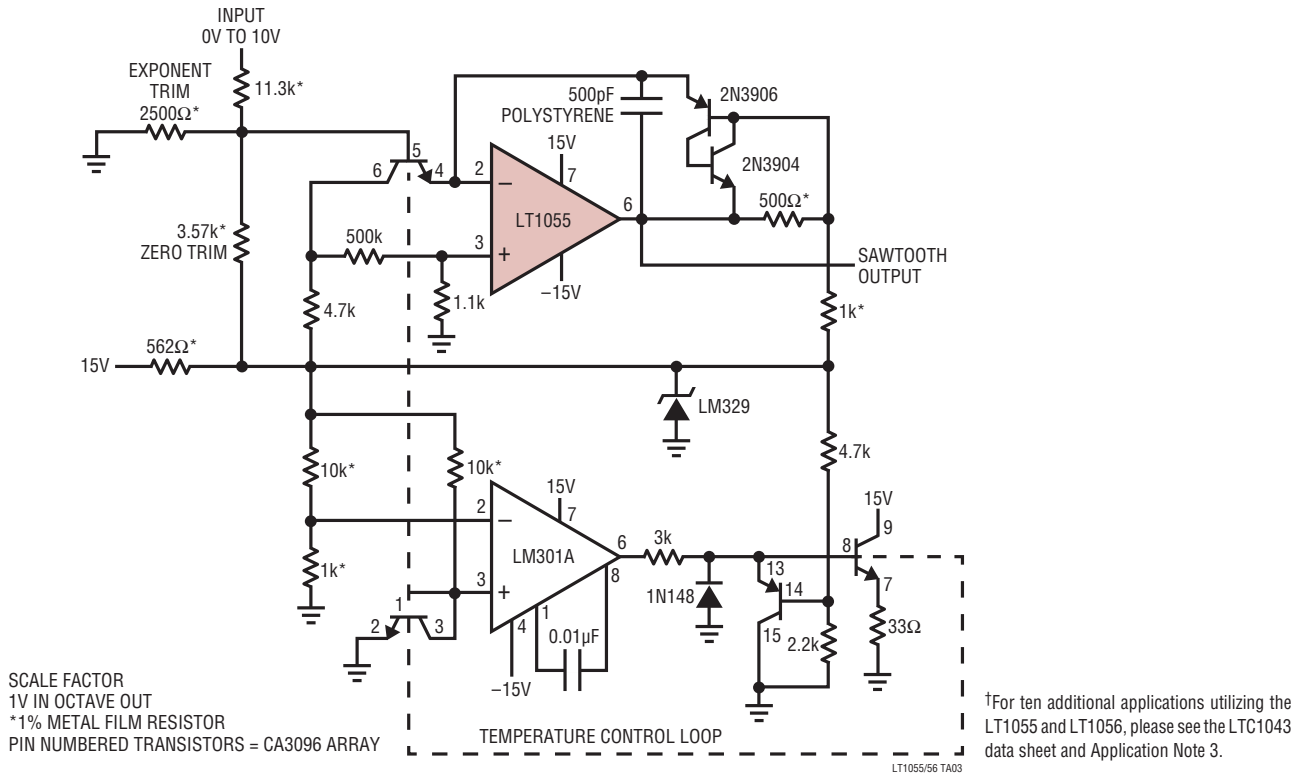 INPUT
0V TO 10V
EXPONENT
TRIM
2500Ω*
11.3k*
500pF
POLYSTYRENE
2N3906
2N3904
15V
5
6
4
2
7
–
LT1055
6
500Ω*
3.57k*
ZERO TRIM
500k
3
+
SAWTOOTH
OUTPUT
–15V
4.7k
1.1k
1k*
562Ω*
15V
LM329
10k*
10k*
4.7k
15V
15V
9
2
7
–
LM301A
6
3k
8
8
13
1k*
3
+
1N148
14
7
1
1
4
0.01µF
15
2.2k
33Ω
2
3
–15V
SCALE FACTOR
1V IN OCTAVE OUT
*1% METAL FILM RESISTOR
PIN NUMBERED TRANSISTORS = CA3096 ARRAY
TEMPERATURE CONTROL LOOP
LT1055/56 TA03
†For ten additional applications utilizing the
LT1055 and LT1056, please see the LTC1043
data sheet and Application Note 3.